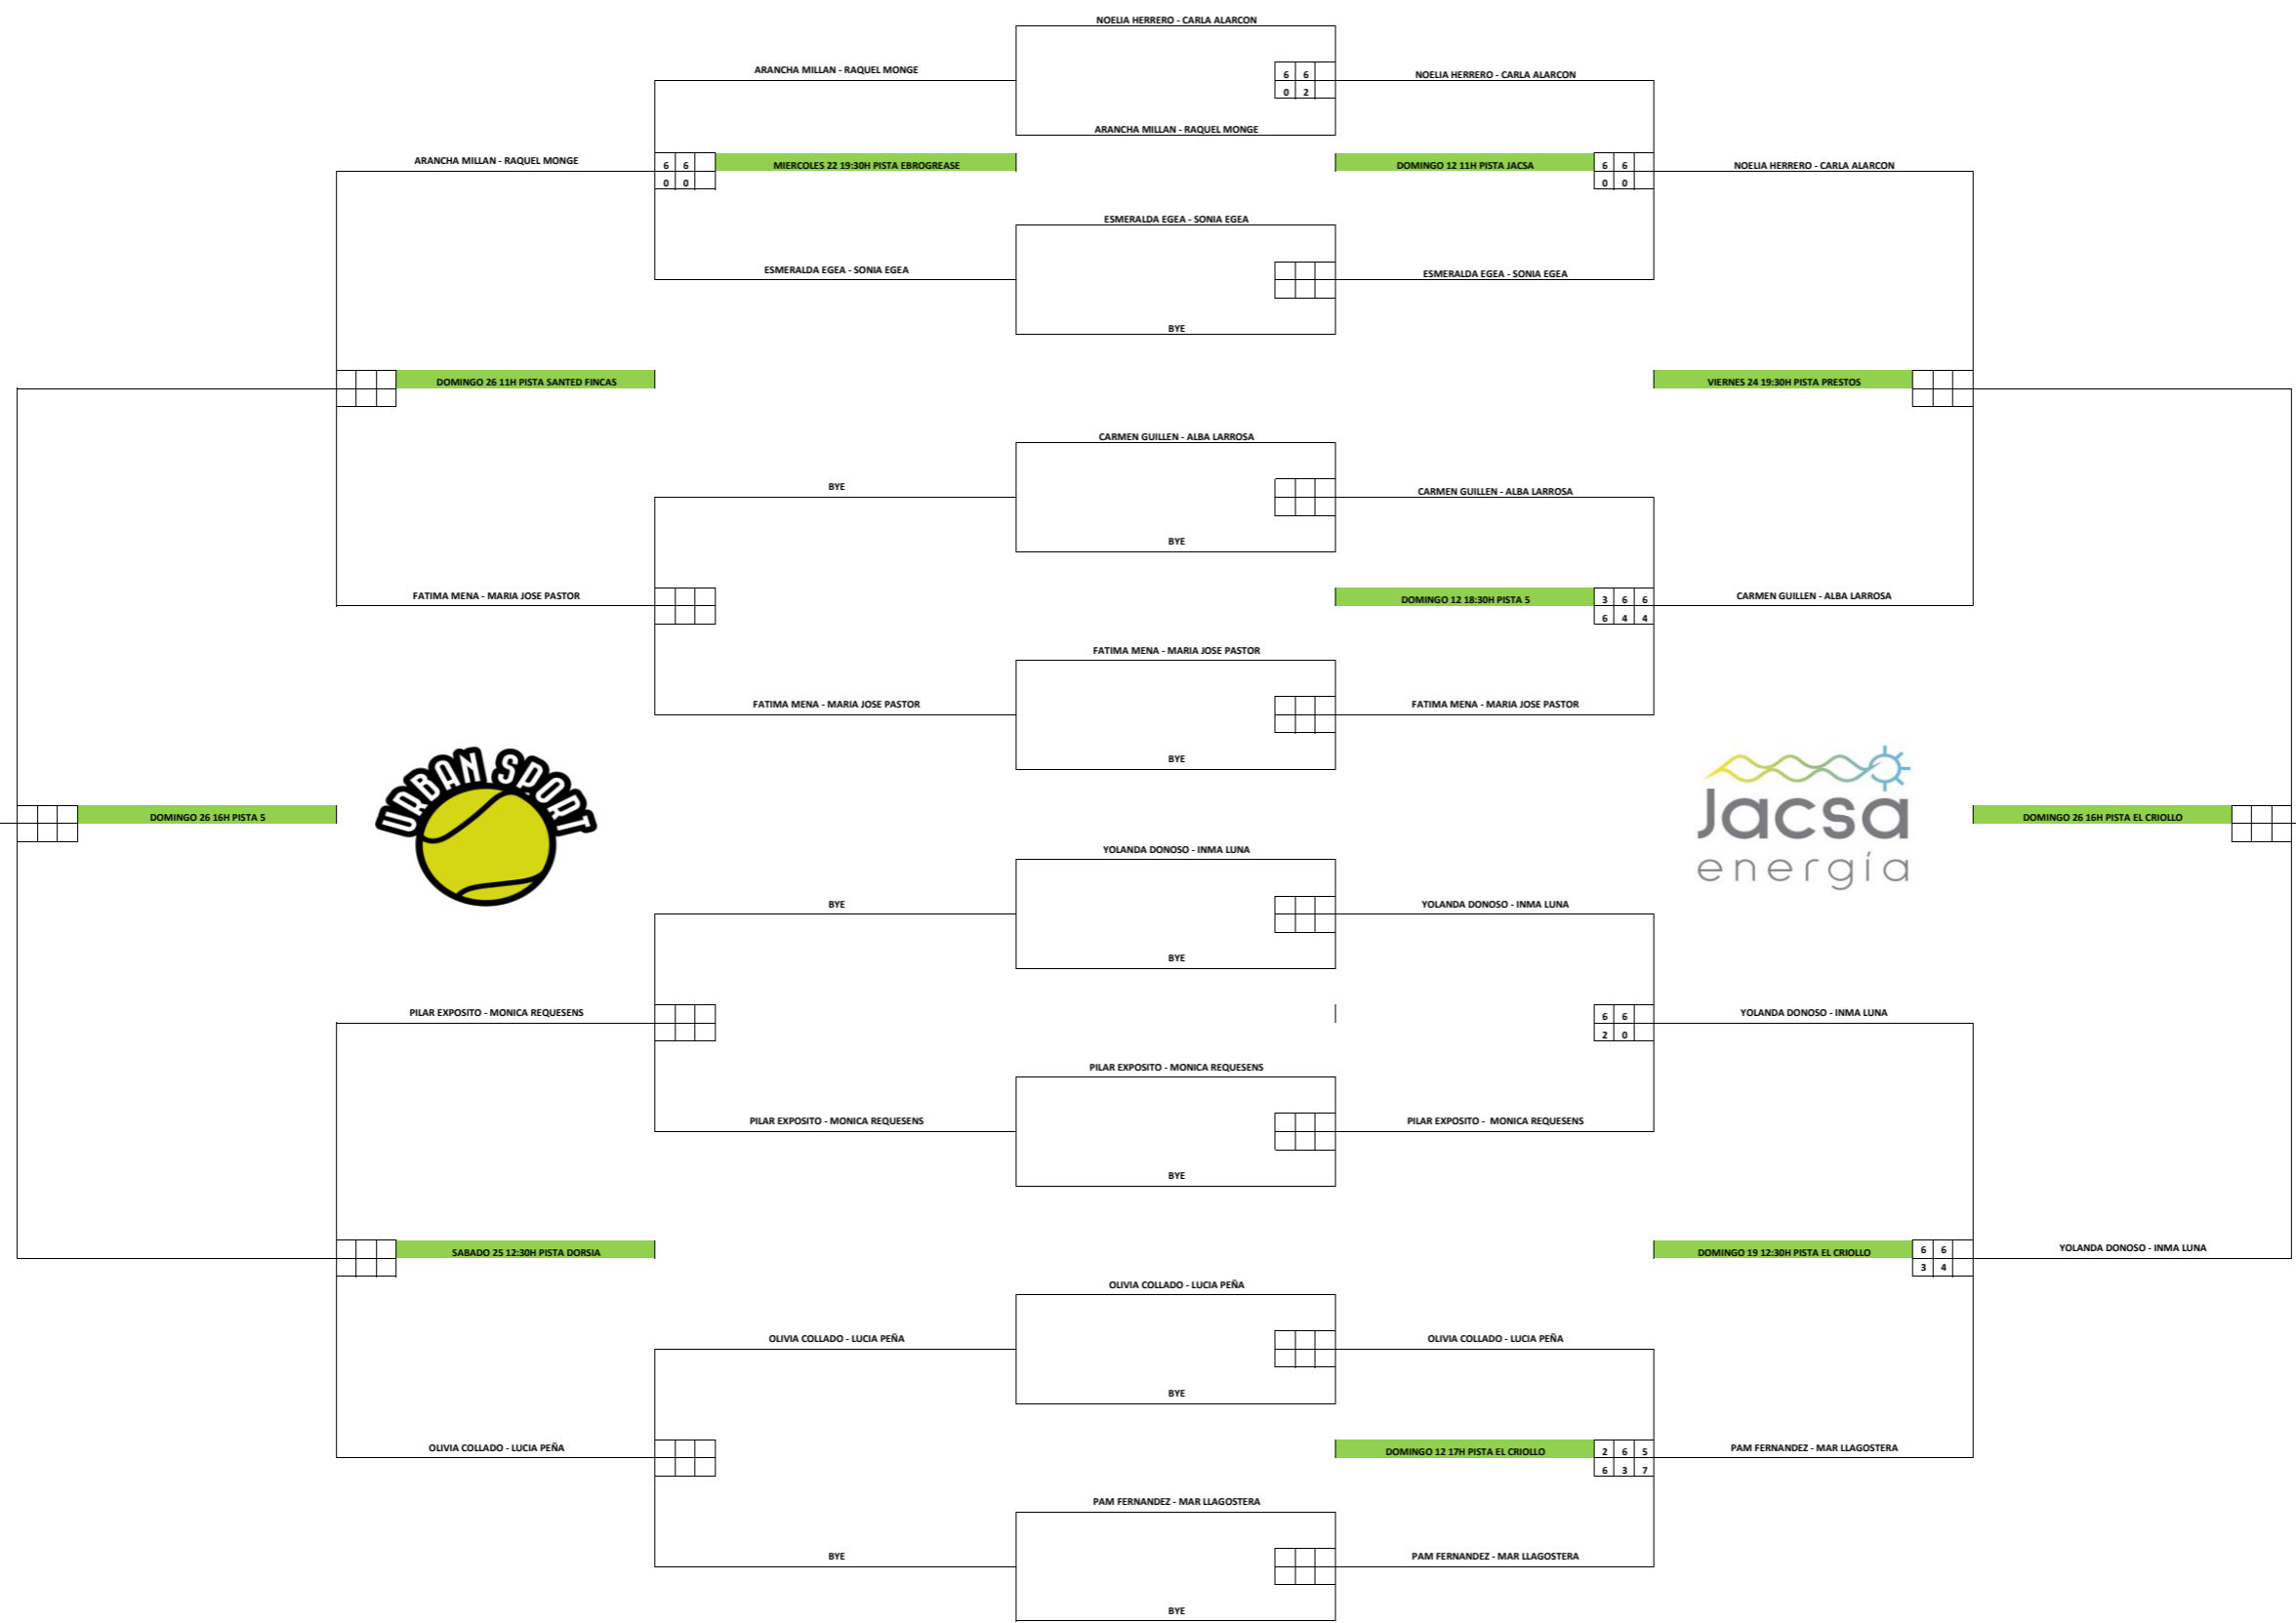 NOELIA HERRERO - CARLA ALARCON
ARANCHA MILLAN - RAQUEL MONGE
6 6
NOELIA HERRERO - CARLA ALARCON
0 2
ARANCHA MILLAN - RAQUEL MONGE
ARANCHA MILLAN - RAQUEL MONGE
6 6
MIERCOLES 22 19:30H PISTA EBROGREASE
DOMINGO 12 11H PISTA JACSA
6 6
NOELIA HERRERO - CARLA ALARCON
0 0
0 0
ESMERALDA EGEA - SONIA EGEA
ESMERALDA EGEA - SONIA EGEA
ESMERALDA EGEA - SONIA EGEA
BYE
DOMINGO 26 11H PISTA SANTED FINCAS
VIERNES 24 19:30H PISTA PRESTOS
CARMEN GUILLEN - ALBA LARROSA
BYE
CARMEN GUILLEN - ALBA LARROSA
BYE
FATIMA MENA - MARIA JOSE PASTOR
DOMINGO 12 18:30H PISTA 5
3 6 6
CARMEN GUILLEN - ALBA LARROSA
6 4 4
FATIMA MENA - MARIA JOSE PASTOR
FATIMA MENA - MARIA JOSE PASTOR
FATIMA MENA - MARIA JOSE PASTOR
BYE
URBAN SPORT
Jacsa
energía
DOMINGO 26 16H PISTA 5
DOMINGO 26 16H PISTA EL CRIOLLO
YOLANDA DONOSO - INMA LUNA
BYE
YOLANDA DONOSO - INMA LUNA
BYE
PILAR EXPOSITO - MONICA REQUESENS
6 6
YOLANDA DONOSO - INMA LUNA
2 0
PILAR EXPOSITO - MONICA REQUESENS
PILAR EXPOSITO - MONICA REQUESENS
PILAR EXPOSITO - MONICA REQUESENS
BYE
SABADO 25 12:30H PISTA DORSIA
DOMINGO 19 12:30H PISTA EL CRIOLLO
6 6
YOLANDA DONOSO - INMA LUNA
3 4
OLIVIA COLLADO - LUCIA PEÑA
OLIVIA COLLADO - LUCIA PEÑA
OLIVIA COLLADO - LUCIA PEÑA
BYE
OLIVIA COLLADO - LUCIA PEÑA
DOMINGO 12 17H PISTA EL CRIOLLO
2 6 5
PAM FERNANDEZ - MAR LLAGOSTERA
6 3 7
PAM FERNANDEZ - MAR LLAGOSTERA
BYE
PAM FERNANDEZ - MAR LLAGOSTERA
BYE